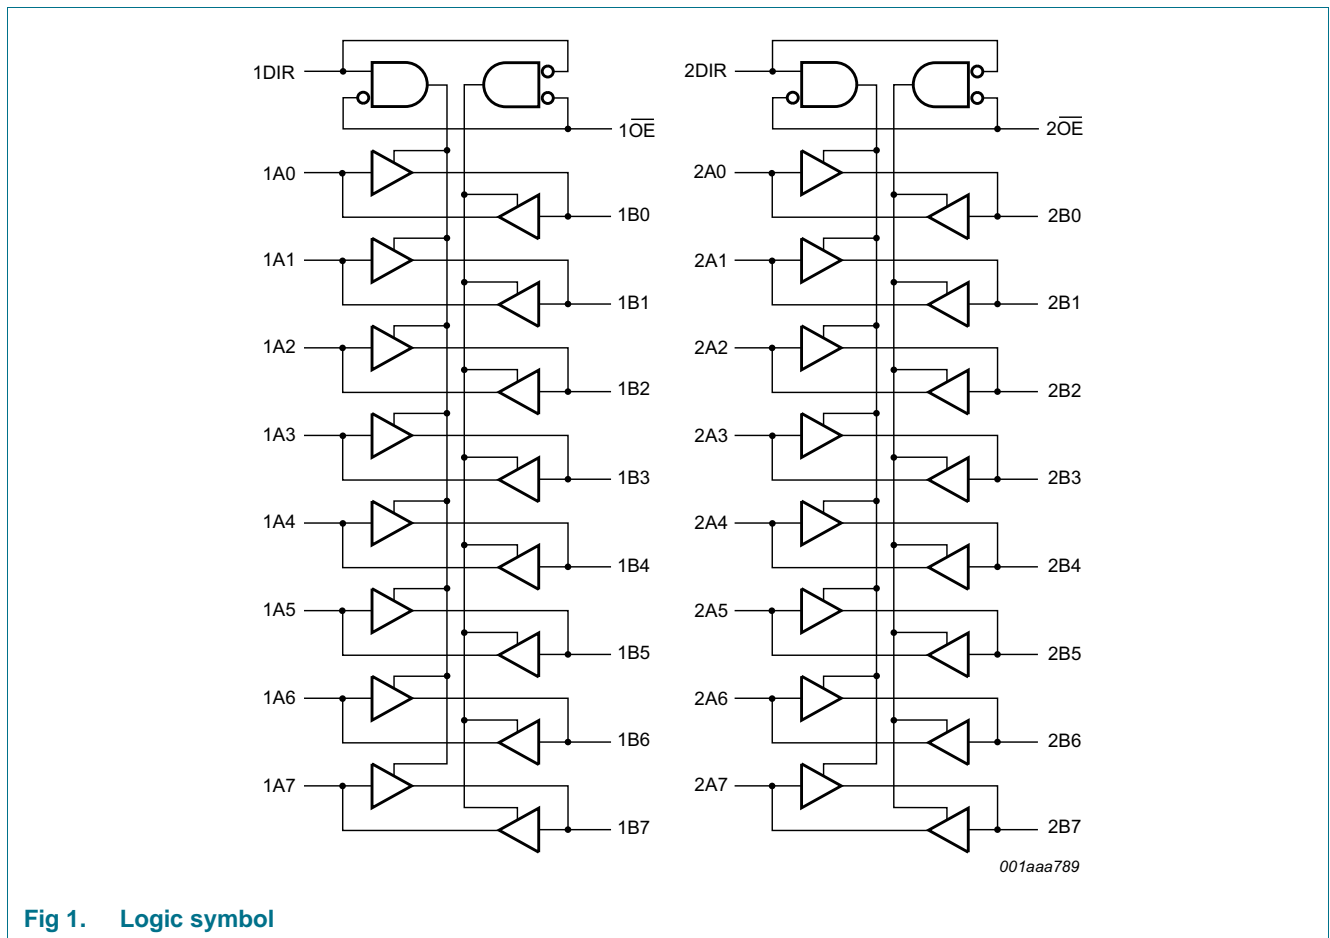 1DIR
1O̅E̅
1A0
1B0
1A1
1B1
1A2
1B2
1A3
1B3
1A4
1B4
1A5
1B5
1A6
1B6
1A7
1B7
2DIR
2O̅E̅
2A0
2B0
2A1
2B1
2A2
2B2
2A3
2B3
2A4
2B4
2A5
2B5
2A6
2B6
2A7
2B7
001aaa789
Fig 1. Logic symbol